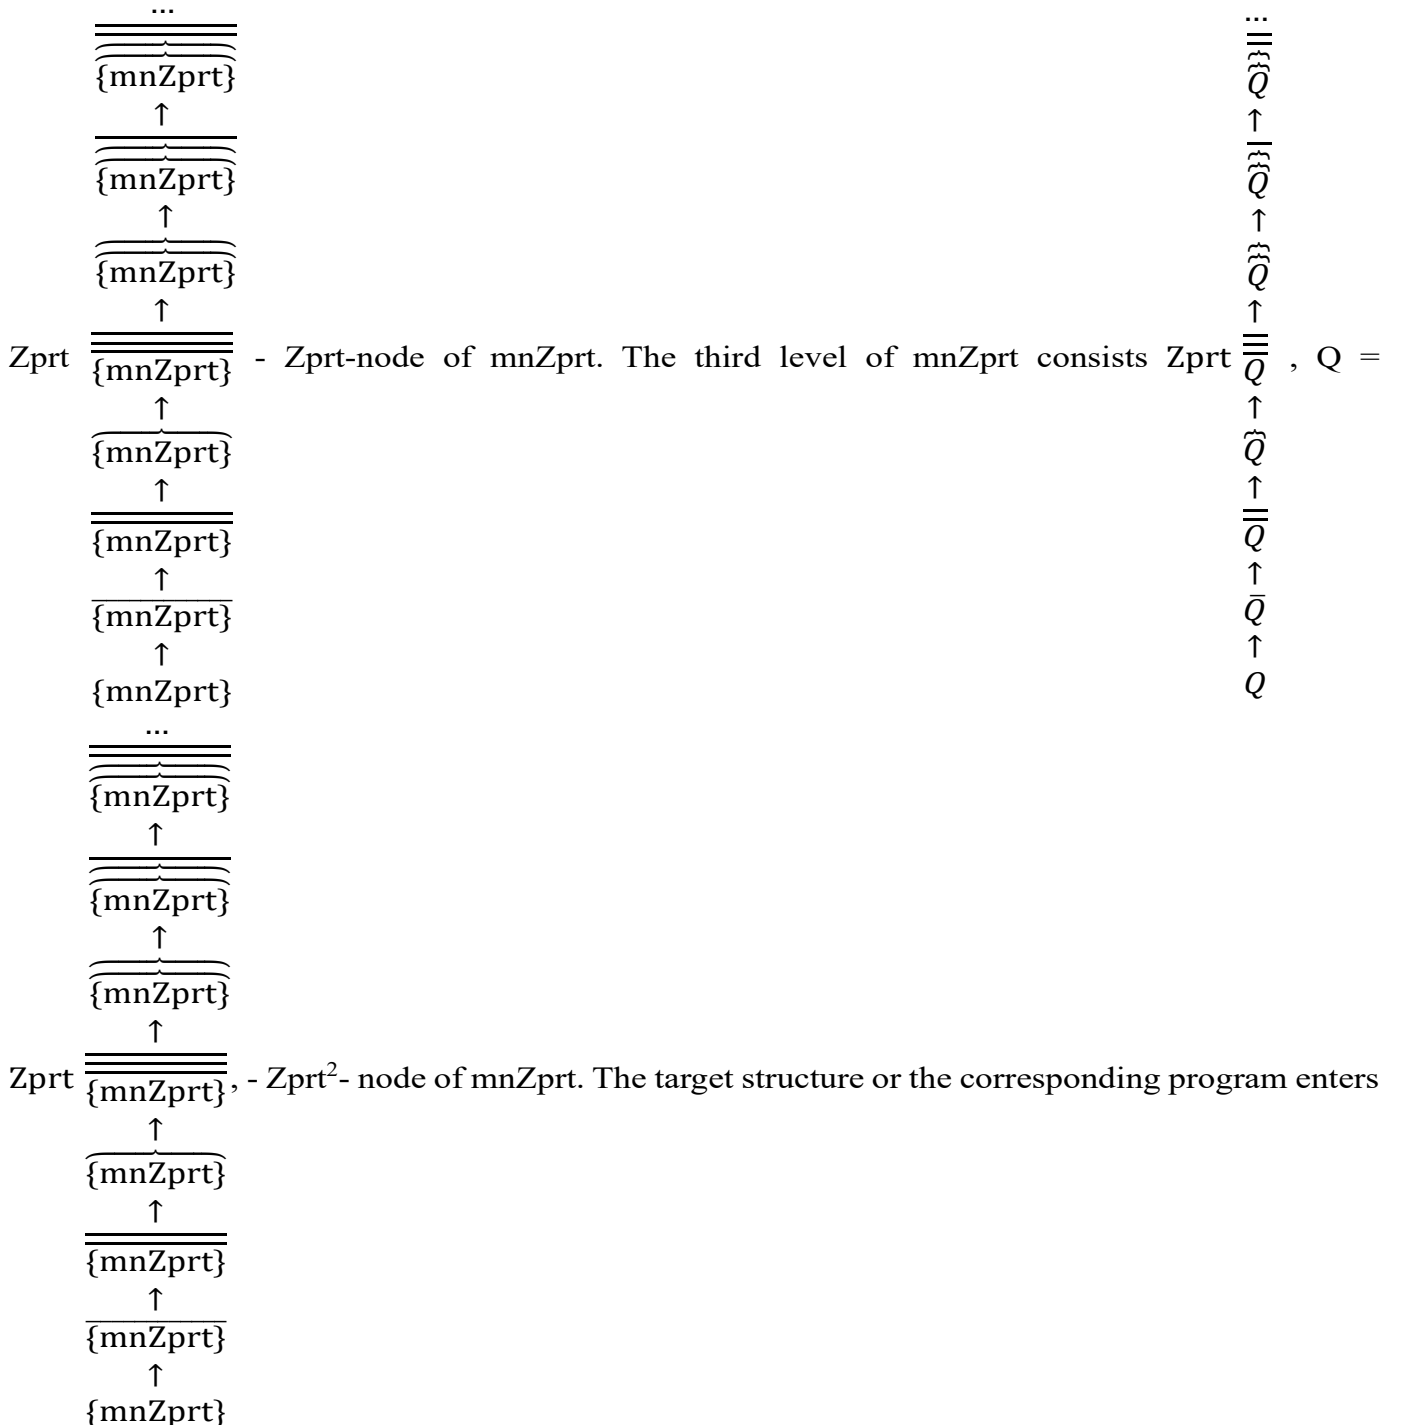 ...
{mnZprt}
↑
{mnZprt}
↑
{mnZprt}
↑
Zprt {mnZprt} - Zprt-node of mnZprt. The third level of mnZprt consists Zprt Q , Q =
↑
{mnZprt}
↑
{mnZprt}
↑
{mnZprt}
↑
{mnZprt}
...
Q
↑
Q
↑
Q
↑
↑
Q
↑
Q
↑
Q
↑
Q
...
{mnZprt}
↑
{mnZprt}
↑
{mnZprt}
↑
Zprt {mnZprt}, - Zprt²- node of mnZprt. The target structure or the corresponding program enters
↑
{mnZprt}
↑
{mnZprt}
↑
{mnZprt}
↑
{mnZprt}